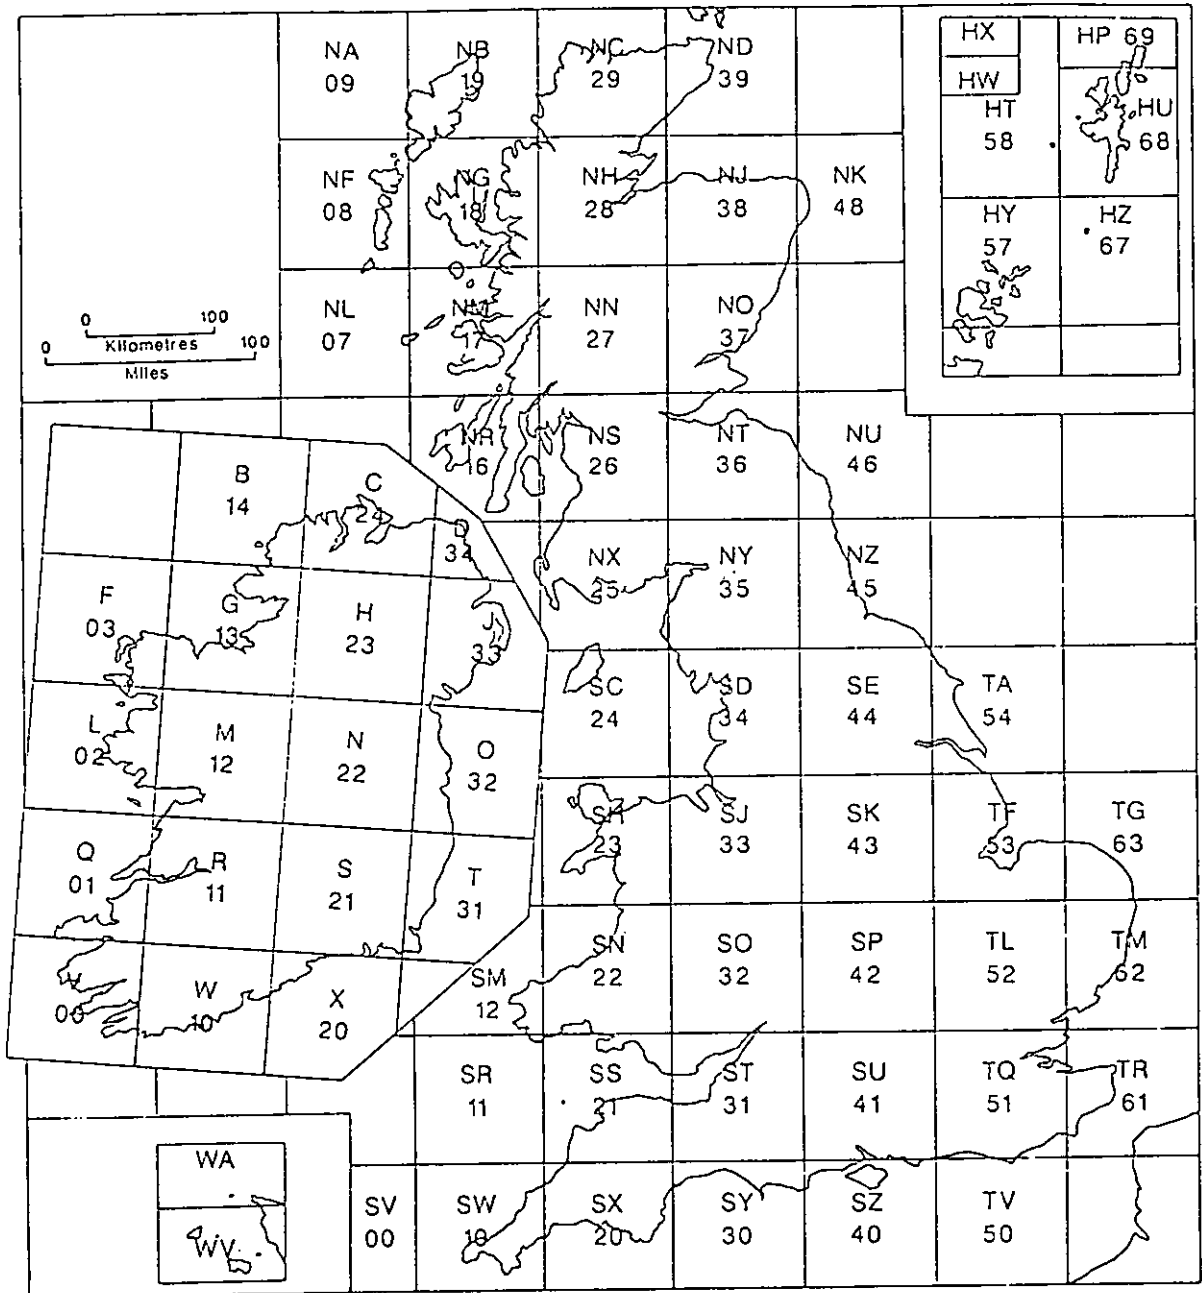 NA NB NC ND
09 19 29 39
HX HP 69
HW
HT HU
58 68
NF NG NH NJ NK
08 18 28 38 48
HY HZ
57 67
NL NM NN NO
07 17 27 37
0 100
Kilometres
0 100
Miles
NR NS NT NU
16 26 36 46
B C
14 24
D
34
NX NY NZ
25 35 45
F G H J
03 13 23 33
SC SD SE TA
24 34 44 54
L M N O
02 12 22 32
SH SJ SK TF TG
23 33 43 53 63
Q R S T
01 11 21 31
SM SN SO SP TL TM
12 22 32 42 52 62
V W X
00 10 20
SR SS ST SU TQ TR
11 21 31 41 51 61
WA
WV
SV SW SX SY SZ TV
00 10 20 30 40 50